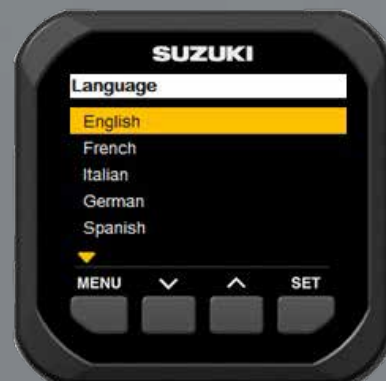 SUZUKI
Language
English
French
Italian
German
Spanish
MENU SET